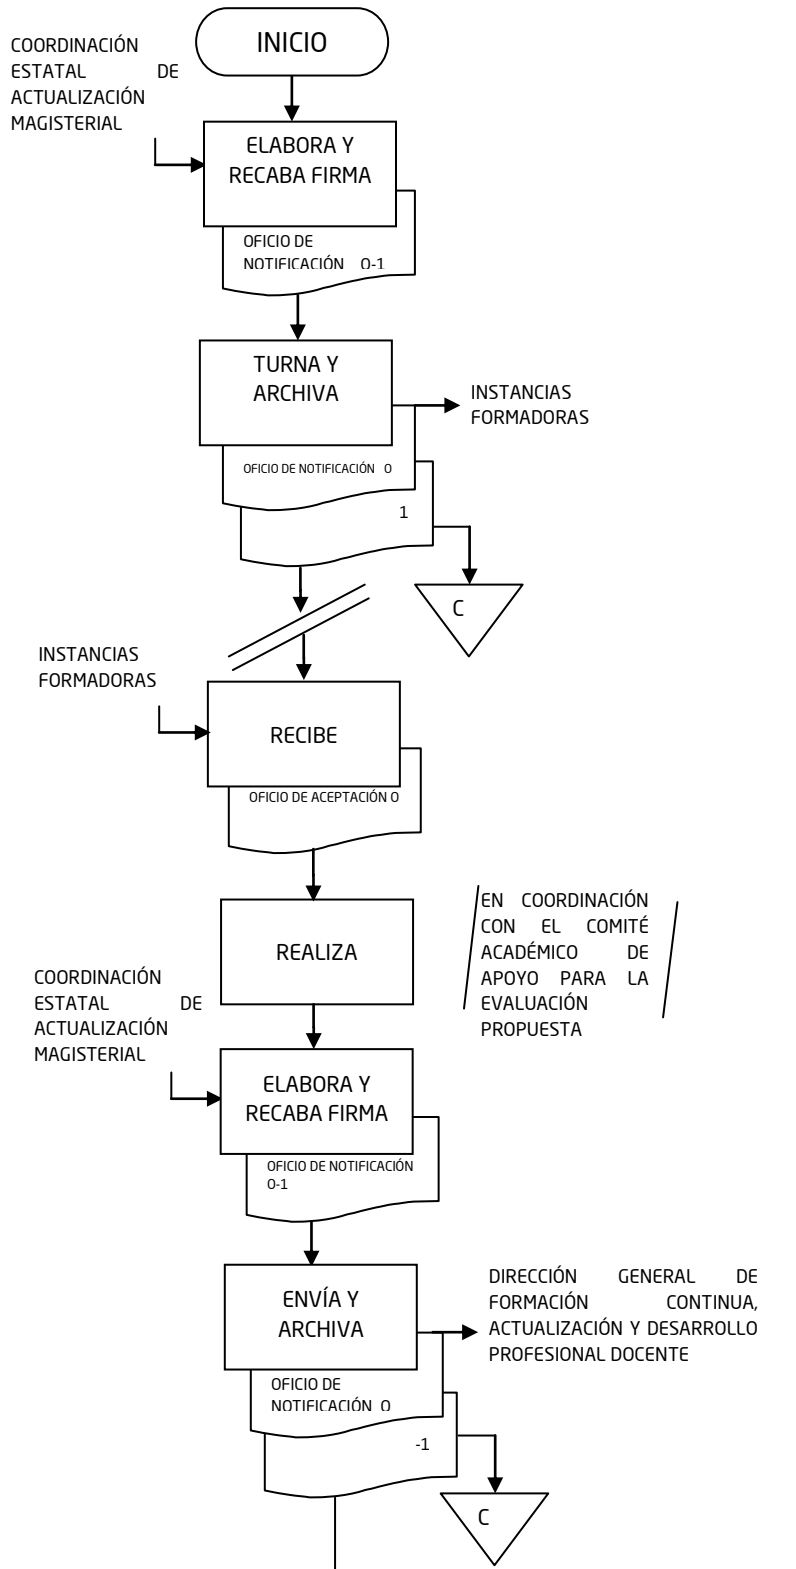 INICIO
COORDINACIÓN
ESTATAL DE
ACTUALIZACIÓN
MAGISTERIAL
ELABORA Y
RECABA FIRMA
OFICIO DE
NOTIFICACIÓN O-1
TURNA Y
ARCHIVA
INSTANCIAS
FORMADORAS
OFICIO DE NOTIFICACIÓN O
1
C
INSTANCIAS
FORMADORAS
RECIBE
OFICIO DE ACEPTACIÓN O
REALIZA
EN COORDINACIÓN
CON EL COMITÉ
ACADÉMICO DE
APOYO PARA LA
EVALUACIÓN
PROPUESTA
COORDINACIÓN
ESTATAL DE
ACTUALIZACIÓN
MAGISTERIAL
ELABORA Y
RECABA FIRMA
OFICIO DE NOTIFICACIÓN
O-1
ENVÍA Y
ARCHIVA
DIRECCIÓN GENERAL DE
FORMACIÓN CONTINUA,
ACTUALIZACIÓN Y DESARROLLO
PROFESIONAL DOCENTE
OFICIO DE
NOTIFICACIÓN O
-1
C